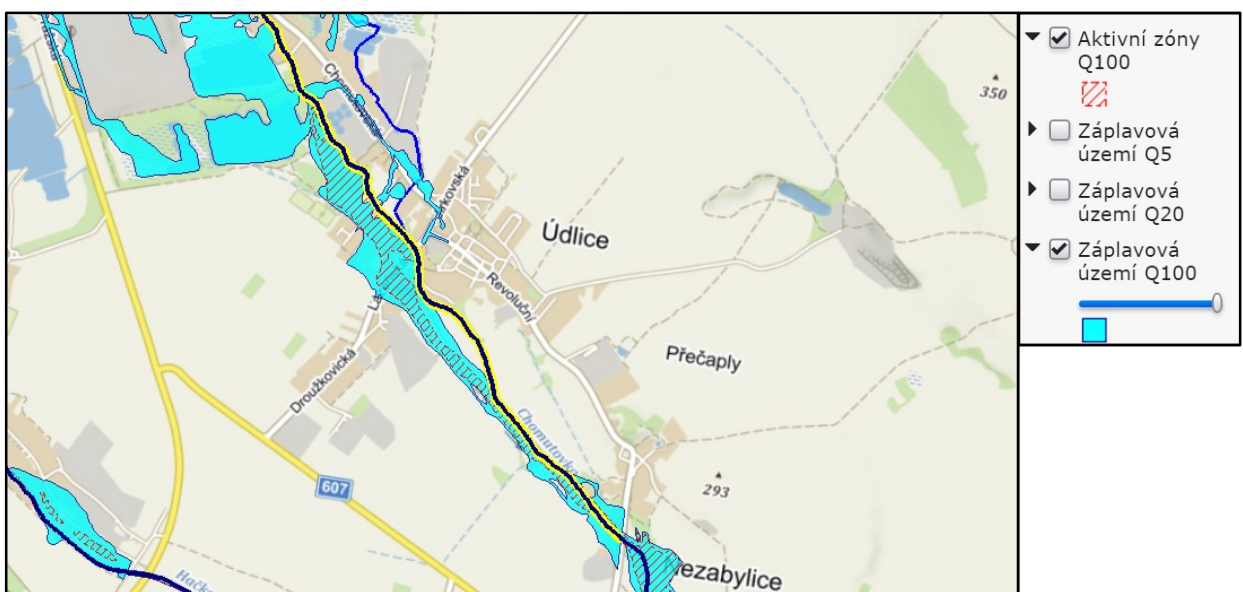 350
Chomutovská
Údlice
Revoluční
Přečaply
Droužkovická
Chomutovka
607
293
Aktivní zóny
Q100
Záplavová
území Q5
Záplavová
území Q20
Záplavová
území Q100